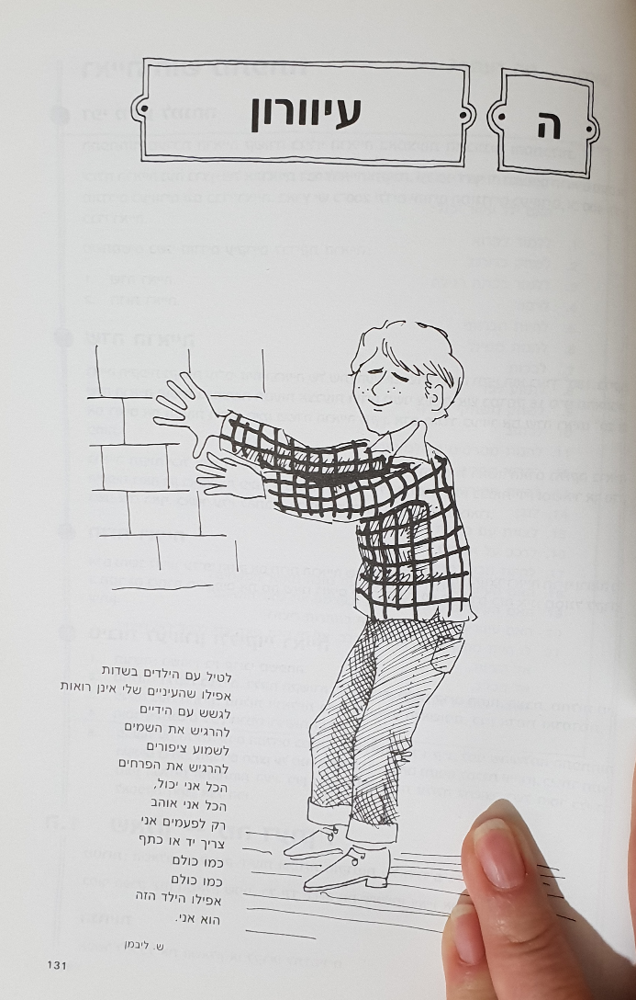 ה
עיוורון
לטיל עם הילדים בשדות
אפילו שהעיניים שלי אינן רואות
לגשש עם הידיים
להרגיש את השמים
לשמוע ציפורים
להרגיש את הפרחים
הכל אני יכול,
הכל אני אוהב
רק לפעמים אני
צריך יד או כתף
כמו כולם
כמו כולם
אפילו הילד הזה
הוא אני.
ש. ליבמן
131